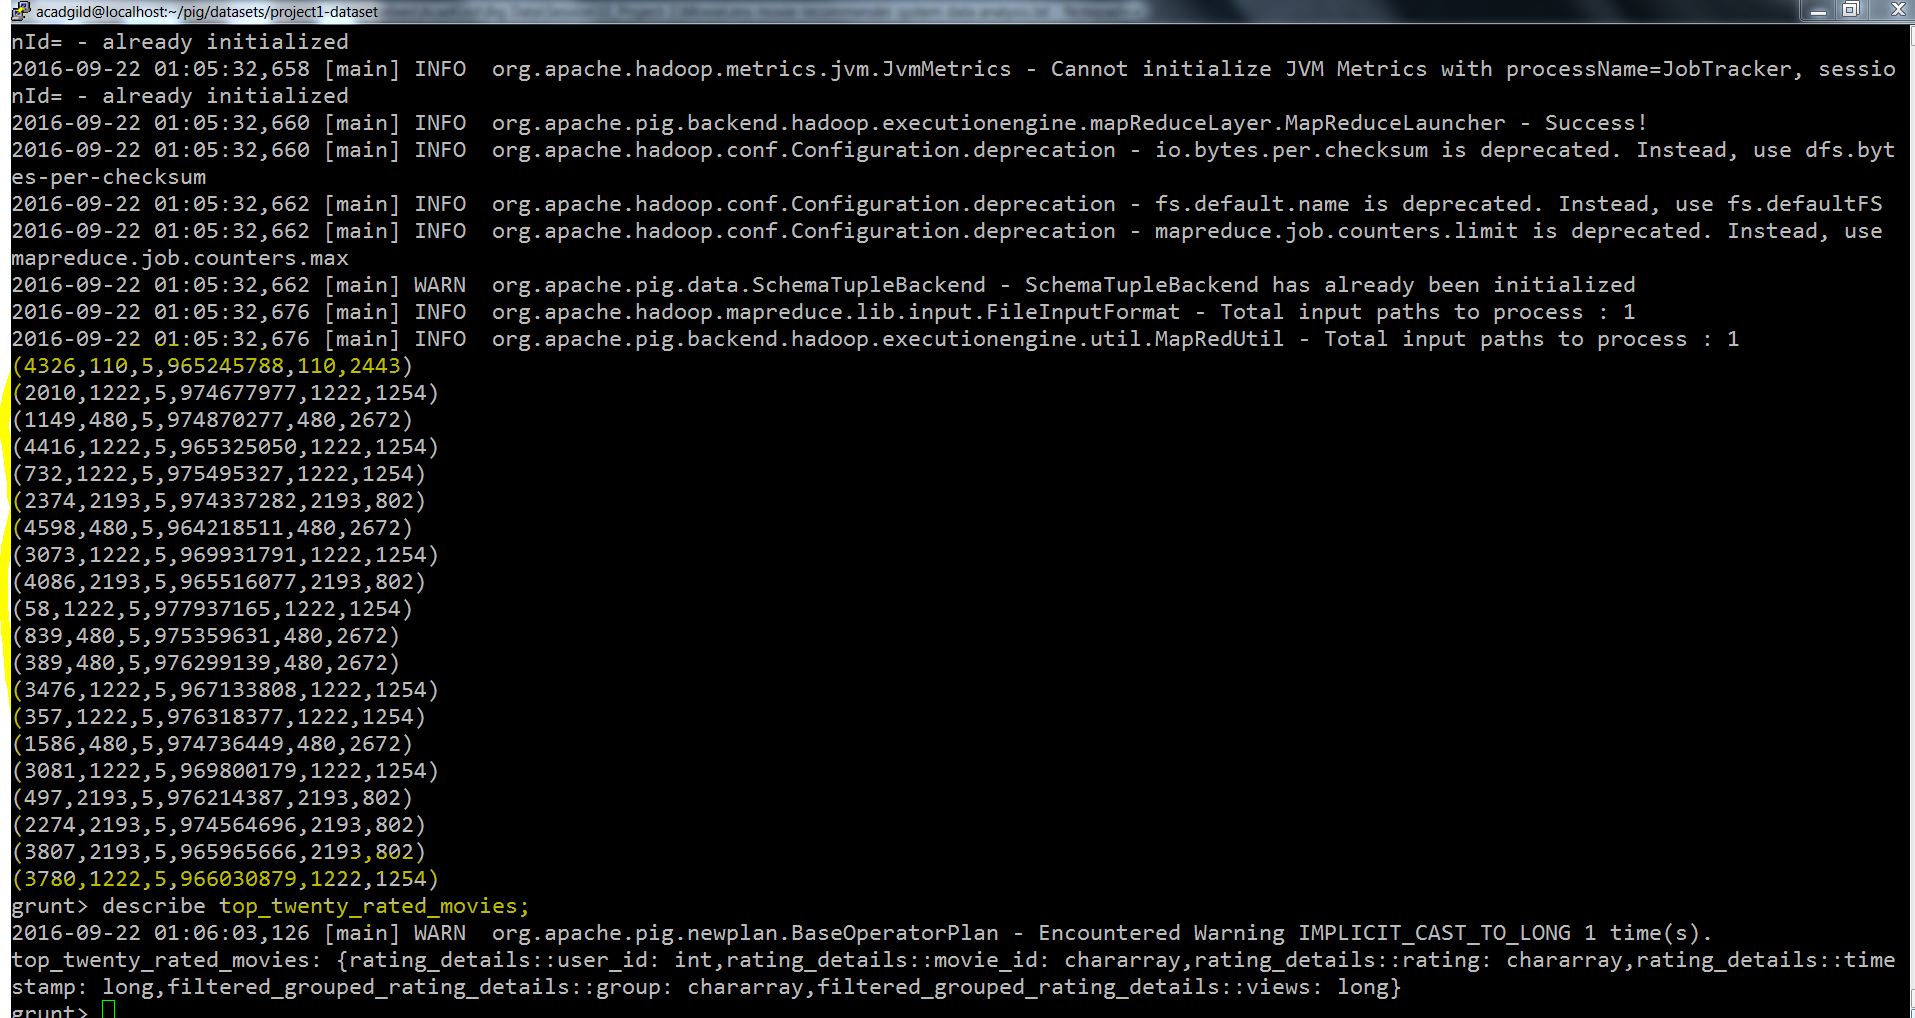 acadgild@localhost:~/pig/datasets/project1-dataset
nId= - already initialized
2016-09-22 01:05:32,658 [main] INFO  org.apache.hadoop.metrics.jvm.JvmMetrics - Cannot initialize JVM Metrics with processName=JobTracker, sessio
nId= - already initialized
2016-09-22 01:05:32,660 [main] INFO  org.apache.pig.backend.hadoop.executionengine.mapReduceLayer.MapReduceLauncher - Success!
2016-09-22 01:05:32,660 [main] INFO  org.apache.hadoop.conf.Configuration.deprecation - io.bytes.per.checksum is deprecated. Instead, use dfs.byt
es-per-checksum
2016-09-22 01:05:32,662 [main] INFO  org.apache.hadoop.conf.Configuration.deprecation - fs.default.name is deprecated. Instead, use fs.defaultFS
2016-09-22 01:05:32,662 [main] INFO  org.apache.hadoop.conf.Configuration.deprecation - mapreduce.job.counters.limit is deprecated. Instead, use
mapreduce.job.counters.max
2016-09-22 01:05:32,662 [main] WARN  org.apache.pig.data.SchemaTupleBackend - SchemaTupleBackend has already been initialized
2016-09-22 01:05:32,676 [main] INFO  org.apache.hadoop.mapreduce.lib.input.FileInputFormat - Total input paths to process : 1
2016-09-22 01:05:32,676 [main] INFO  org.apache.pig.backend.hadoop.executionengine.util.MapRedUtil - Total input paths to process : 1
(4326,110,5,965245788,110,2443)
(2010,1222,5,974677977,1222,1254)
(1149,480,5,974870277,480,2672)
(4416,1222,5,965325050,1222,1254)
(732,1222,5,975495327,1222,1254)
(2374,2193,5,974337282,2193,802)
(4598,480,5,964218511,480,2672)
(3073,1222,5,969931791,1222,1254)
(4086,2193,5,965516077,2193,802)
(58,1222,5,977937165,1222,1254)
(839,480,5,975359631,480,2672)
(389,480,5,976299139,480,2672)
(3476,1222,5,967133808,1222,1254)
(357,1222,5,976318377,1222,1254)
(1586,480,5,974736449,480,2672)
(3081,1222,5,969800179,1222,1254)
(497,2193,5,976214387,2193,802)
(2274,2193,5,974564696,2193,802)
(3807,2193,5,965965666,2193,802)
(3780,1222,5,966030879,1222,1254)
grunt> describe top_twenty_rated_movies;
2016-09-22 01:06:03,126 [main] WARN  org.apache.pig.newplan.BaseOperatorPlan - Encountered Warning IMPLICIT_CAST_TO_LONG 1 time(s).
top_twenty_rated_movies: {rating_details::user_id: int,rating_details::movie_id: chararray,rating_details::rating: chararray,rating_details::time
stamp: long,filtered_grouped_rating_details::group: chararray,filtered_grouped_rating_details::views: long}
grunt>